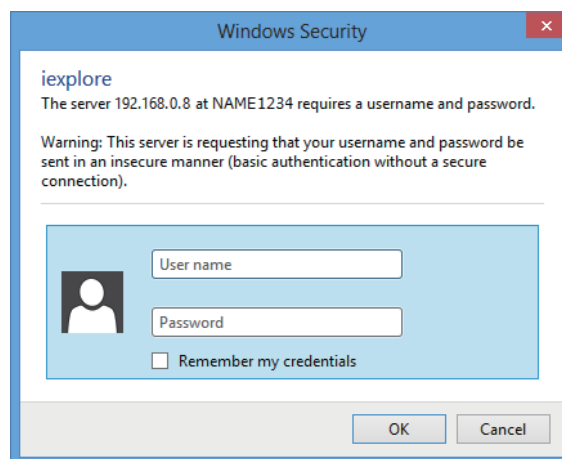 Windows Security
iexplore
The server 192.168.0.8 at NAME1234 requires a username and password.
Warning: This server is requesting that your username and password be
sent in an insecure manner (basic authentication without a secure
connection).
User name
Password
Remember my credentials
OK
Cancel